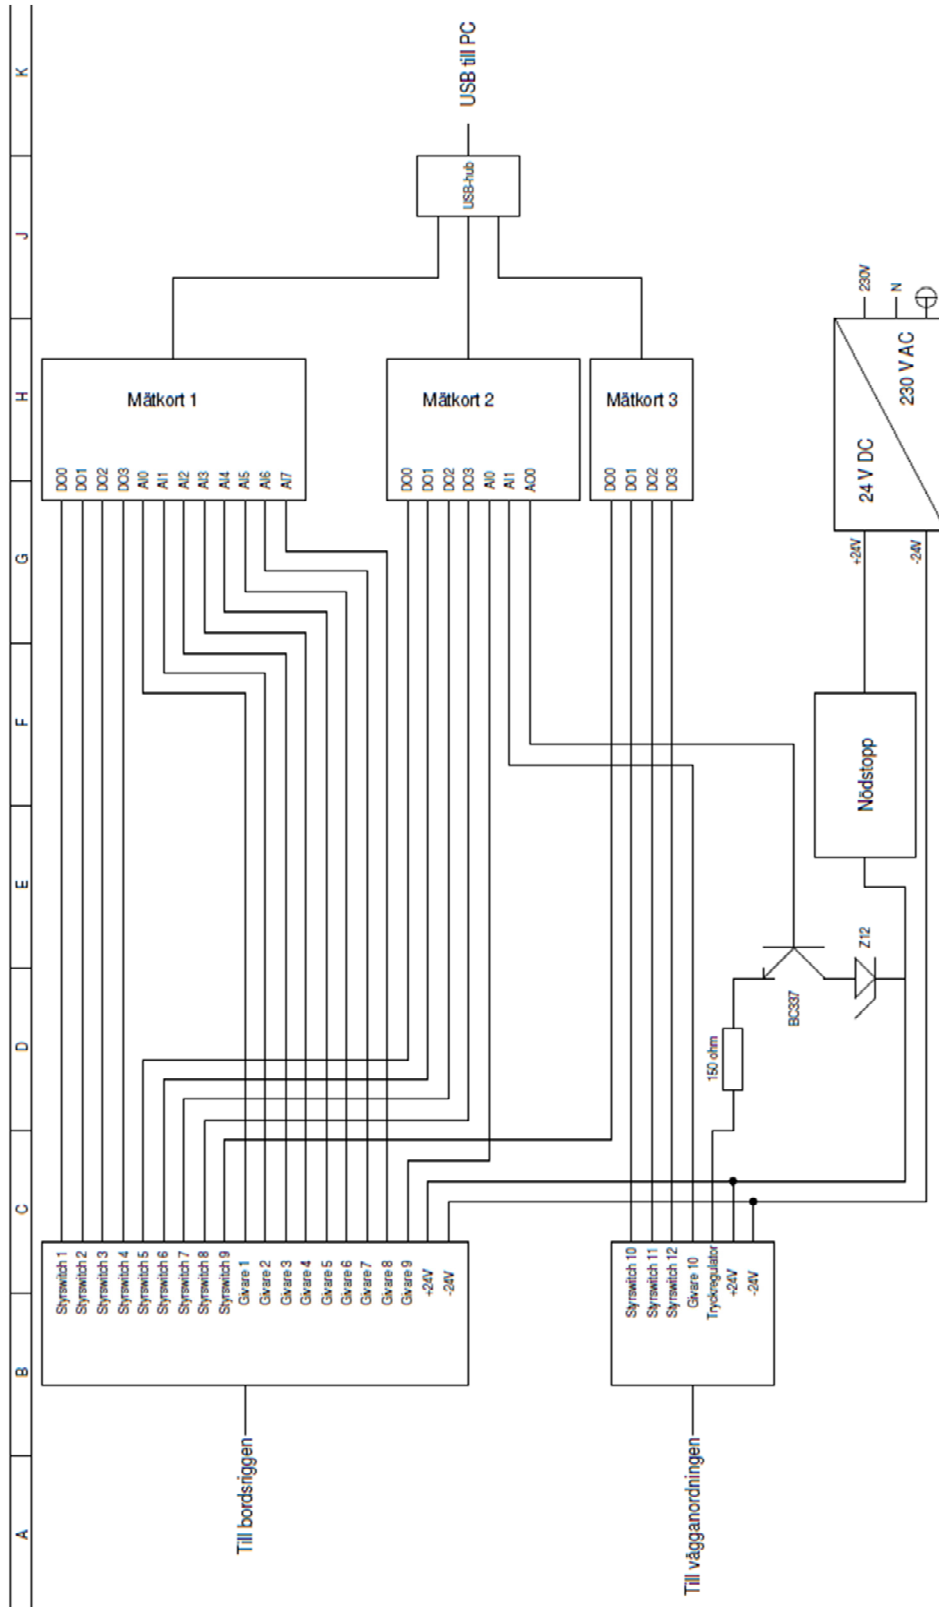 A
B
C
D
E
F
G
H
J
K
Till bordsriggen
Styrswitch 1
Styrswitch 2
Styrswitch 3
Styrswitch 4
Styrswitch 5
Styrswitch 6
Styrswitch 7
Styrswitch 8
Styrswitch 9
Givare 1
Givare 2
Givare 3
Givare 4
Givare 5
Givare 6
Givare 7
Givare 8
Givare 9
+24V
-24V
Mätkort 1
DO0
DO1
DO2
DO3
AI0
AI1
AI2
AI3
AI4
AI5
AI6
AI7
Mätkort 2
DO0
DO1
DO2
DO3
AI0
AI1
AO0
Mätkort 3
DO0
DO1
DO2
DO3
USB-hub
USB till PC
Till vägganordningen
Styrswitch 10
Styrswitch 11
Styrswitch 12
Givare 10
Tryckregulator
+24V
-24V
150 ohm
BC337
Z12
Nödstopp
+24V
-24V
24 V DC
230 V AC
230V
N